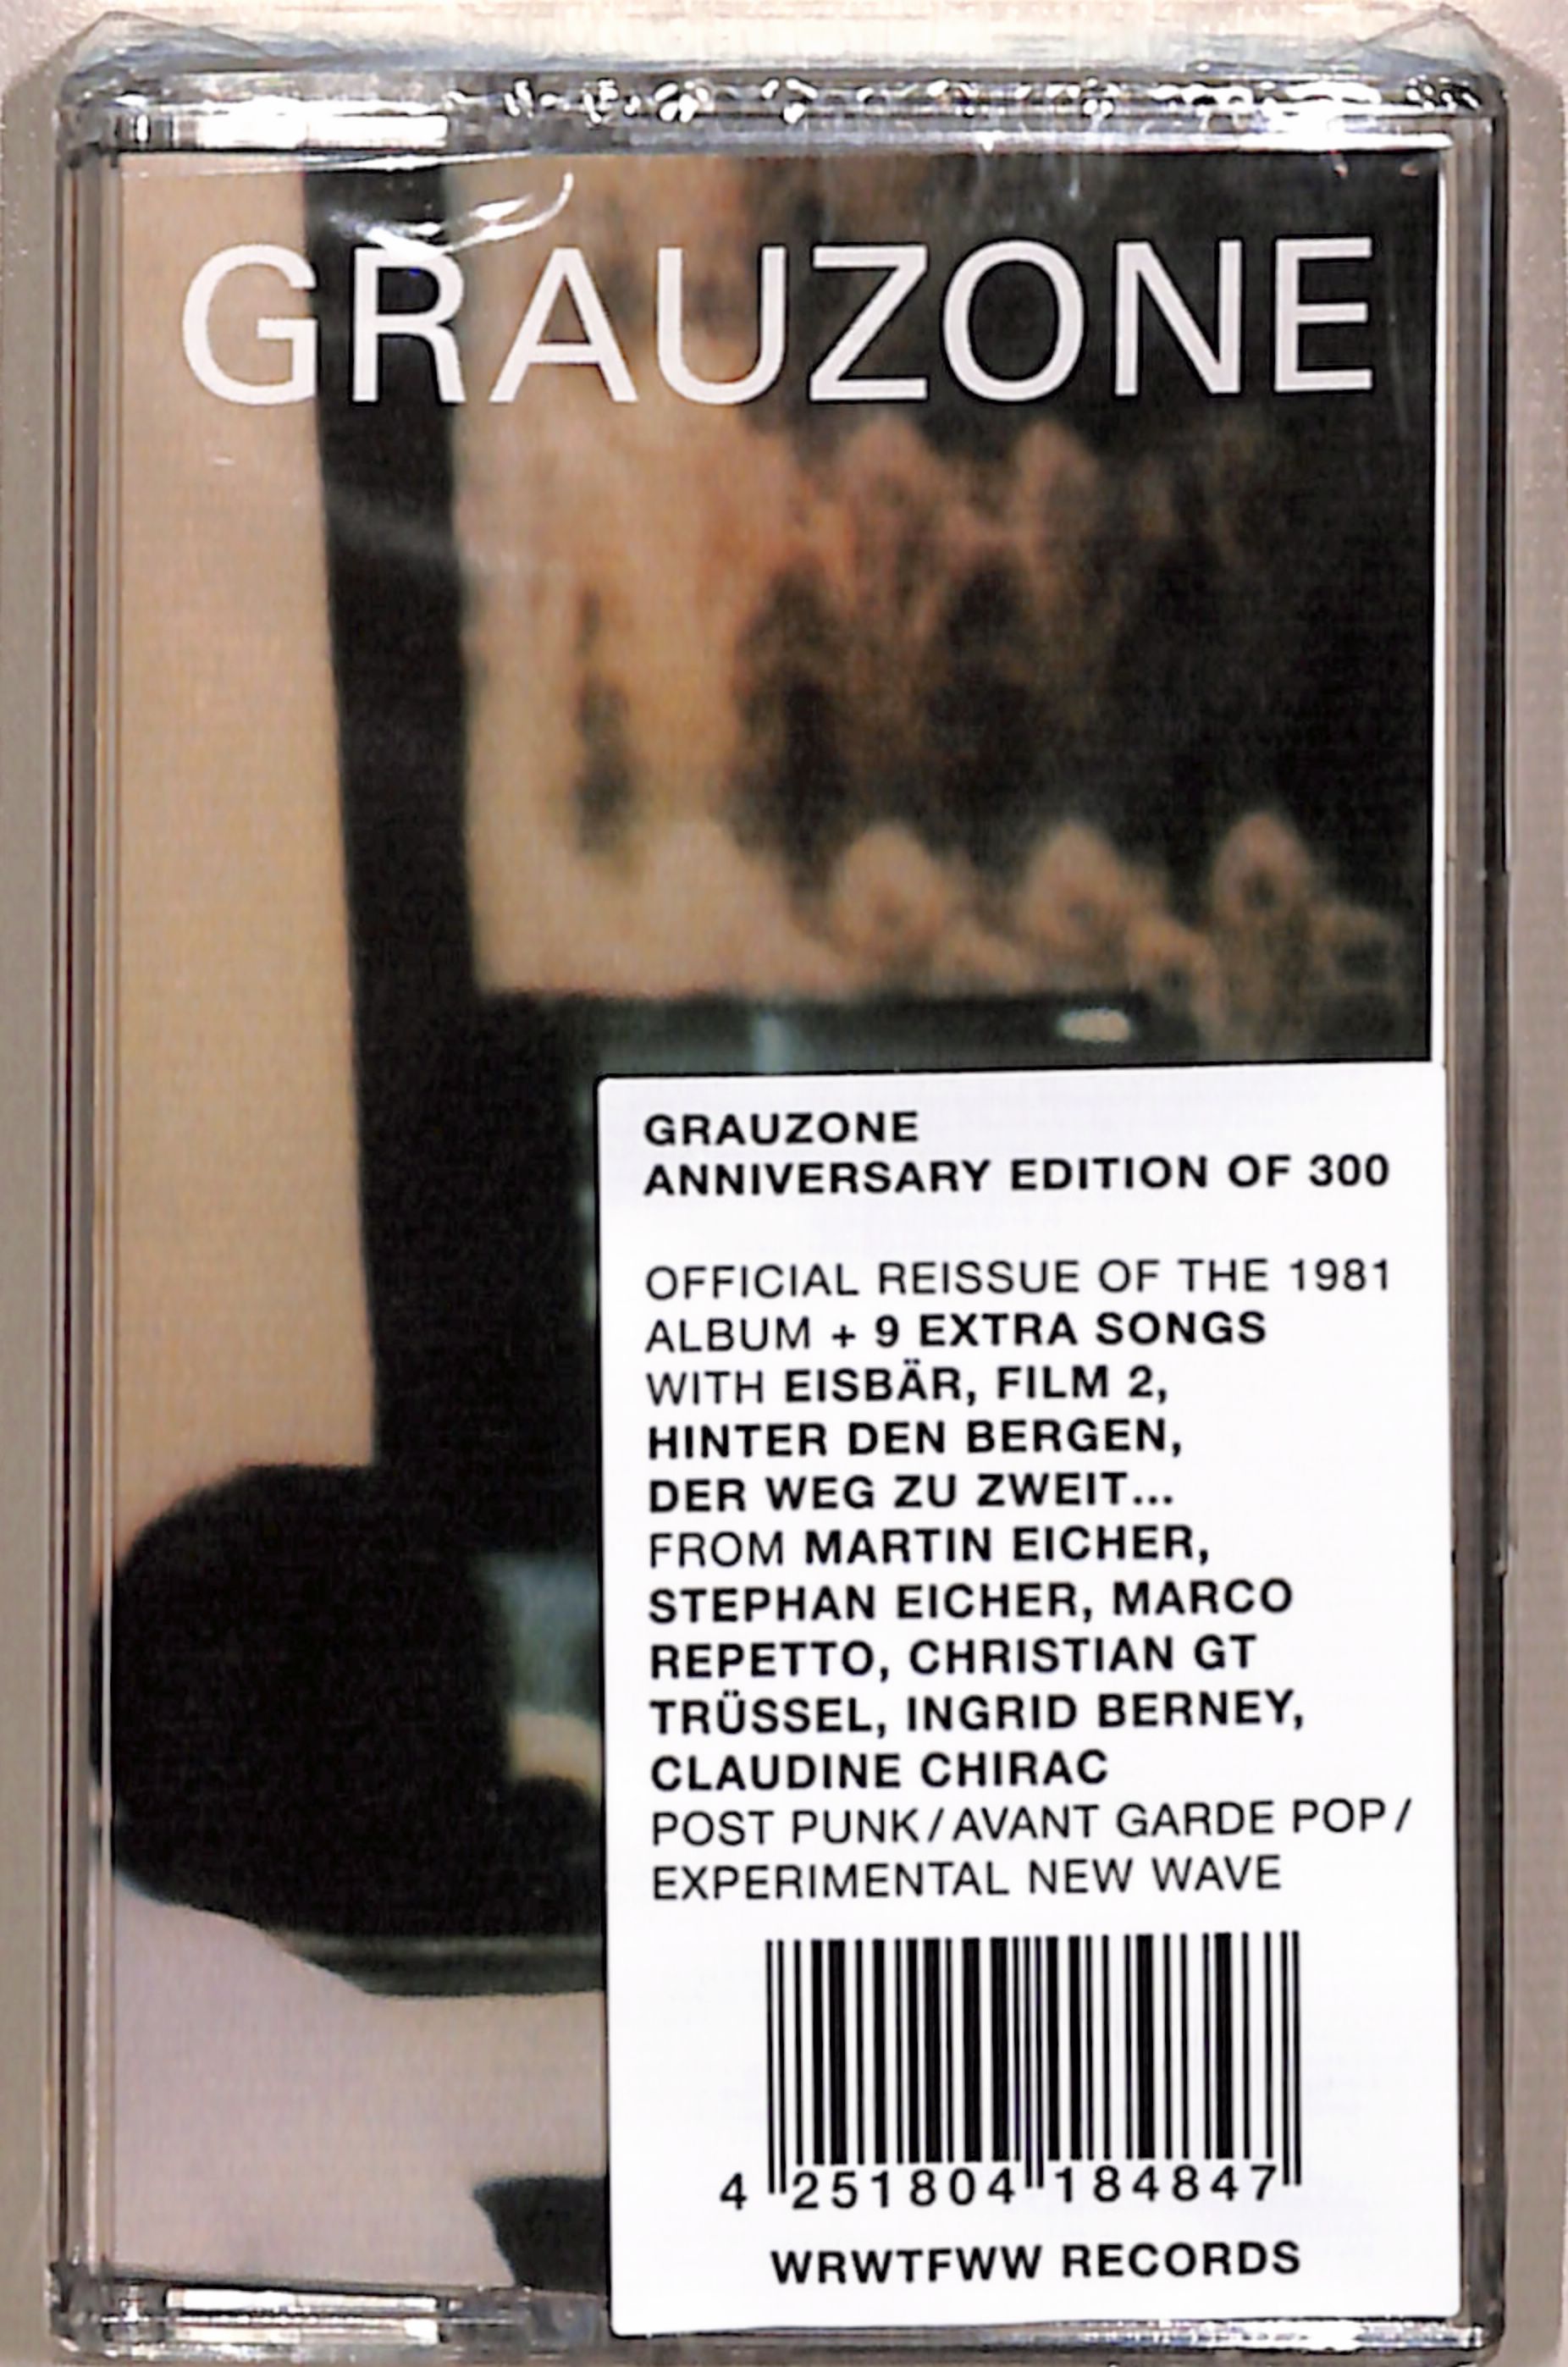 GRAUZONE
GRAUZONE
ANNIVERSARY EDITION OF 300
OFFICIAL REISSUE OF THE 1981
ALBUM + 9 EXTRA SONGS
WITH EISBÄR, FILM 2,
HINTER DEN BERGEN,
DER WEG ZU ZWEIT...
FROM MARTIN EICHER,
STEPHAN EICHER, MARCO
REPETTO, CHRISTIAN GT
TRÜSSEL, INGRID BERNEY,
CLAUDINE CHIRAC
POST PUNK/AVANT GARDE POP/
EXPERIMENTAL NEW WAVE
4 251804 184847
WRWTFWW RECORDS